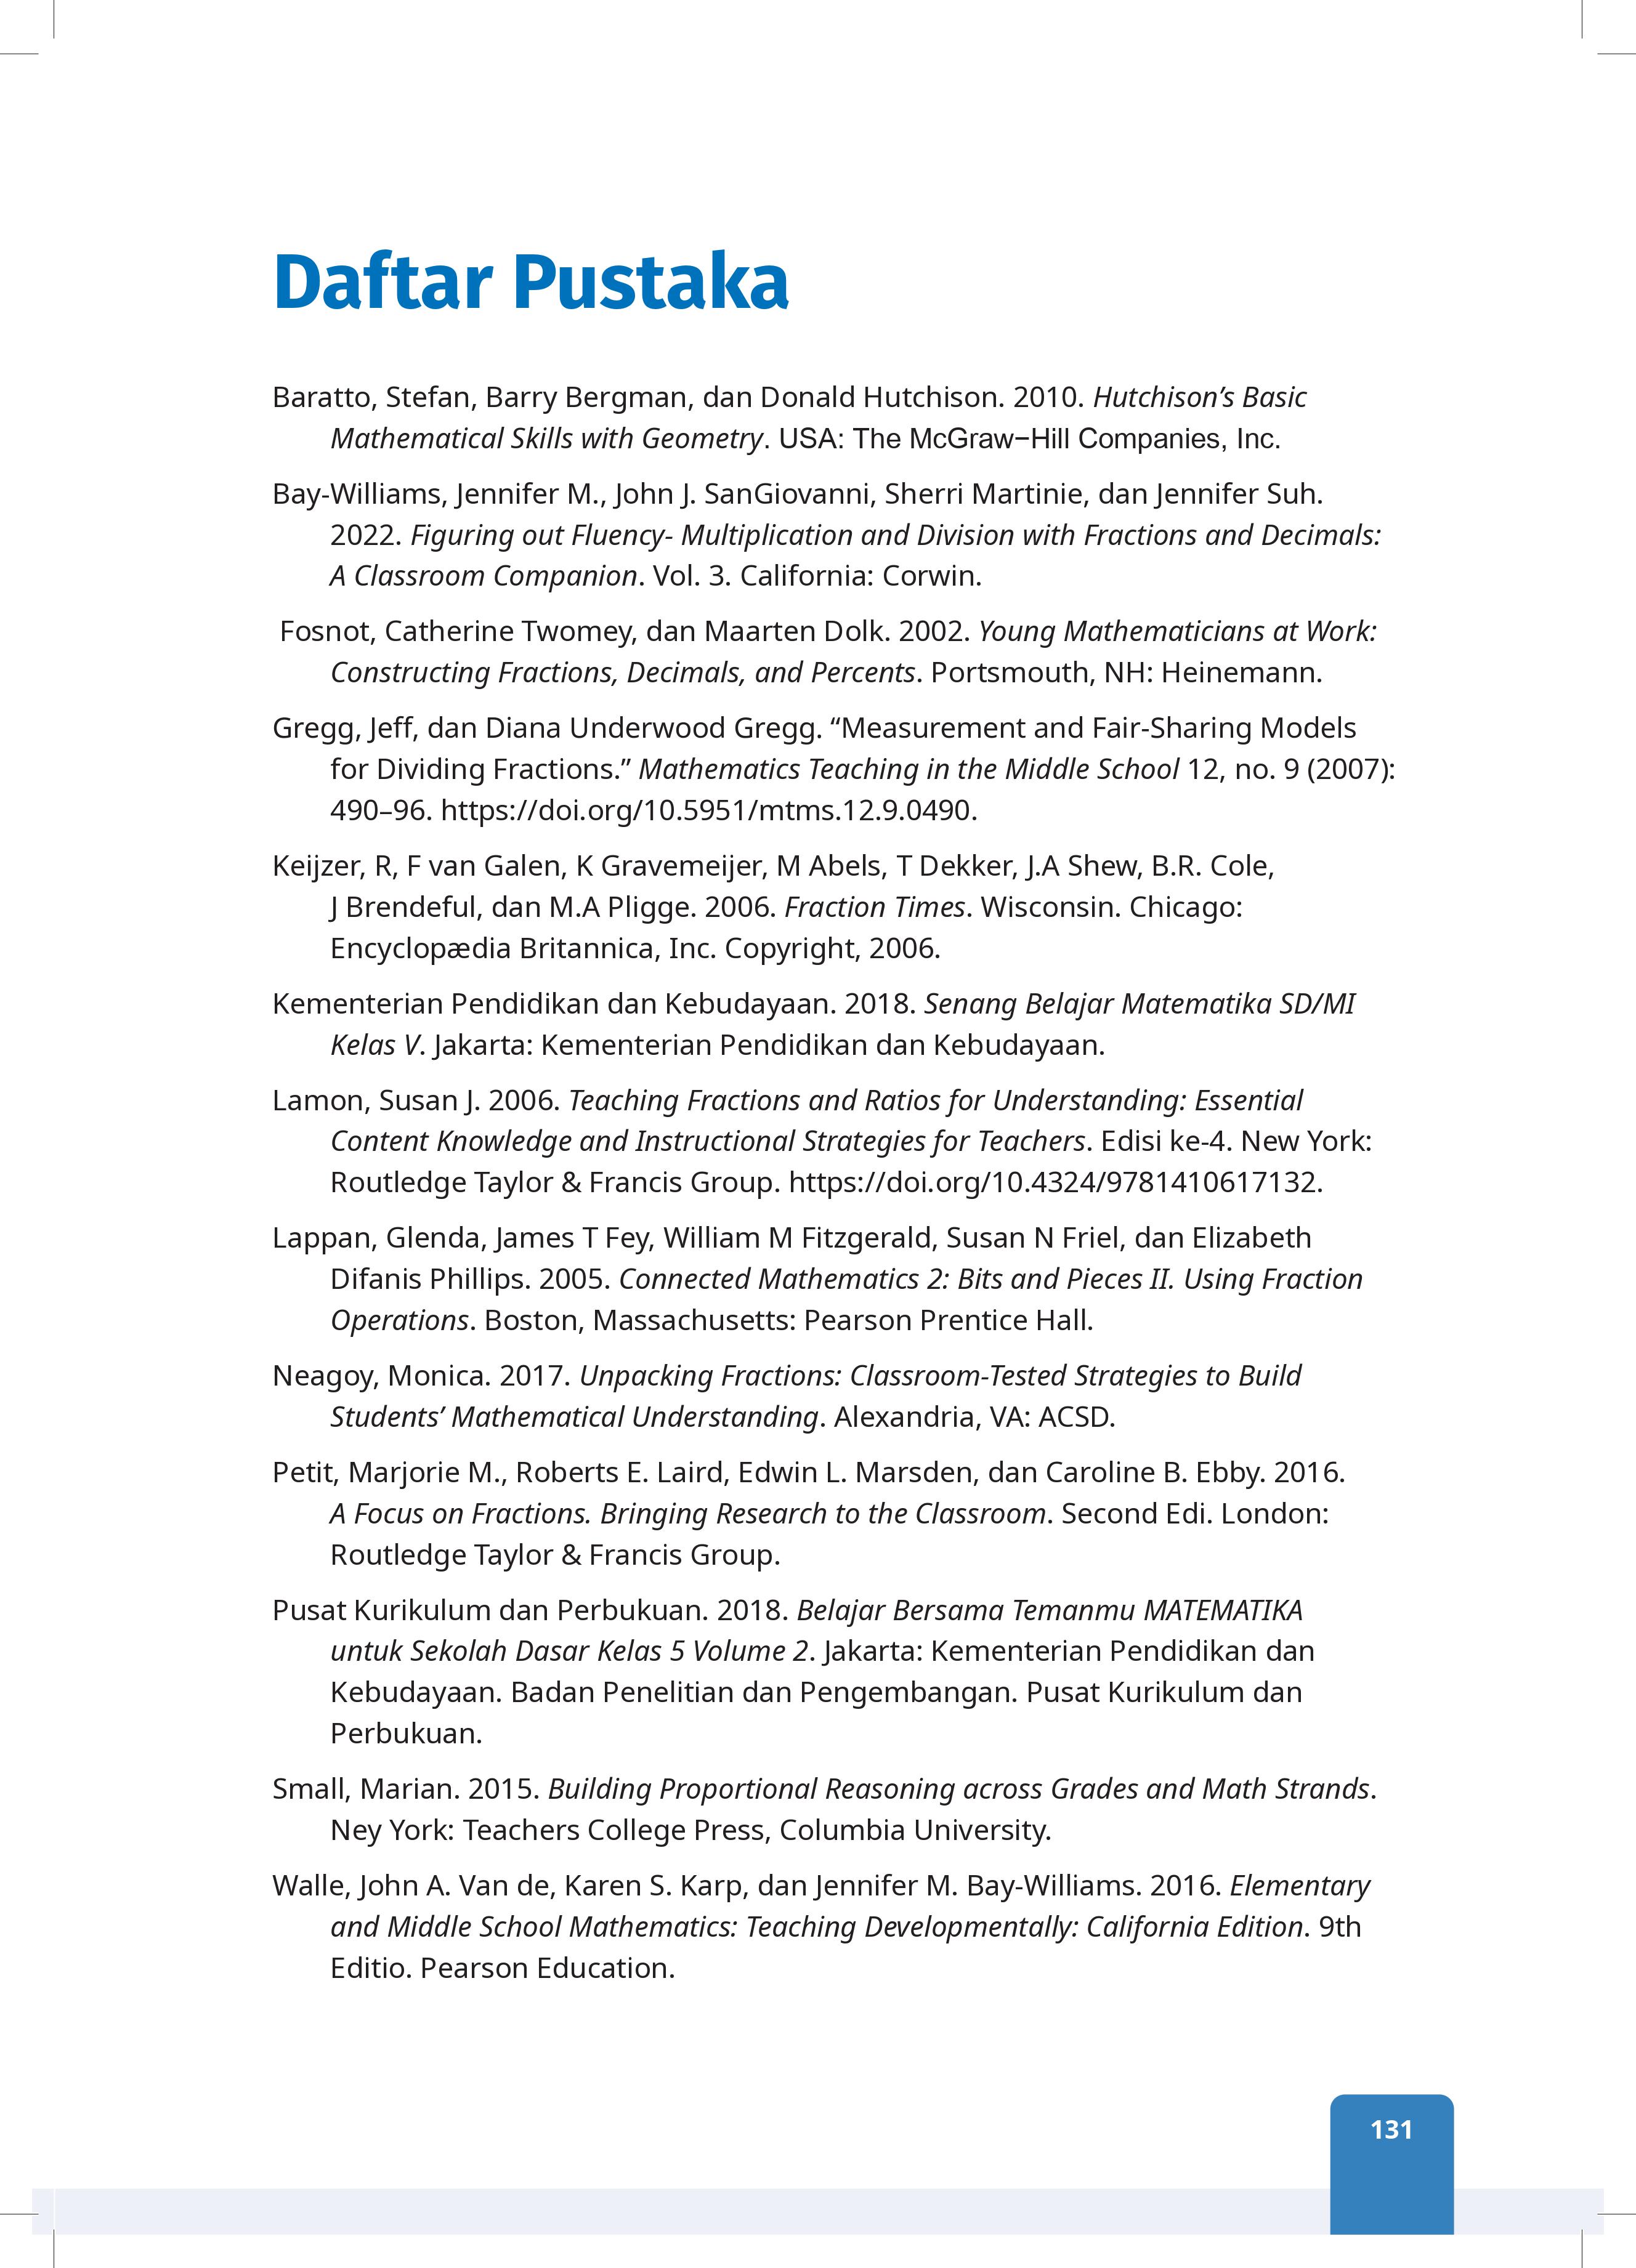 Daftar Pustaka
Baratto, Stefan, Barry Bergman, dan Donald Hutchison. 2010. Hutchison’s Basic
Mathematical Skills with Geometry. USA: The McGraw−Hill Companies, Inc.
Bay-Williams, Jennifer M., John J. SanGiovanni, Sherri Martinie, dan Jennifer Suh.
2022. Figuring out Fluency- Multiplication and Division with Fractions and Decimals:
A Classroom Companion. Vol. 3. California: Corwin.
Fosnot, Catherine Twomey, dan Maarten Dolk. 2002. Young Mathematicians at Work:
Constructing Fractions, Decimals, and Percents. Portsmouth, NH: Heinemann.
Gregg, Jeff, dan Diana Underwood Gregg. “Measurement and Fair-Sharing Models
for Dividing Fractions.” Mathematics Teaching in the Middle School 12, no. 9 (2007):
490–96. https://doi.org/10.5951/mtms.12.9.0490.
Keijzer, R, F van Galen, K Gravemeijer, M Abels, T Dekker, J.A Shew, B.R. Cole,
J Brendeful, dan M.A Pligge. 2006. Fraction Times. Wisconsin. Chicago:
Encyclopædia Britannica, Inc. Copyright, 2006.
Kementerian Pendidikan dan Kebudayaan. 2018. Senang Belajar Matematika SD/MI
Kelas V. Jakarta: Kementerian Pendidikan dan Kebudayaan.
Lamon, Susan J. 2006. Teaching Fractions and Ratios for Understanding: Essential
Content Knowledge and Instructional Strategies for Teachers. Edisi ke-4. New York:
Routledge Taylor & Francis Group. https://doi.org/10.4324/9781410617132.
Lappan, Glenda, James T Fey, William M Fitzgerald, Susan N Friel, dan Elizabeth
Difanis Phillips. 2005. Connected Mathematics 2: Bits and Pieces II. Using Fraction
Operations. Boston, Massachusetts: Pearson Prentice Hall.
Neagoy, Monica. 2017. Unpacking Fractions: Classroom-Tested Strategies to Build
Students’ Mathematical Understanding. Alexandria, VA: ACSD.
Petit, Marjorie M., Roberts E. Laird, Edwin L. Marsden, dan Caroline B. Ebby. 2016.
A Focus on Fractions. Bringing Research to the Classroom. Second Edi. London:
Routledge Taylor & Francis Group.
Pusat Kurikulum dan Perbukuan. 2018. Belajar Bersama Temanmu MATEMATIKA
untuk Sekolah Dasar Kelas 5 Volume 2. Jakarta: Kementerian Pendidikan dan
Kebudayaan. Badan Penelitian dan Pengembangan. Pusat Kurikulum dan
Perbukuan.
Small, Marian. 2015. Building Proportional Reasoning across Grades and Math Strands.
Ney York: Teachers College Press, Columbia University.
Walle, John A. Van de, Karen S. Karp, dan Jennifer M. Bay-Williams. 2016. Elementary
and Middle School Mathematics: Teaching Developmentally: California Edition. 9th
Editio. Pearson Education.
131